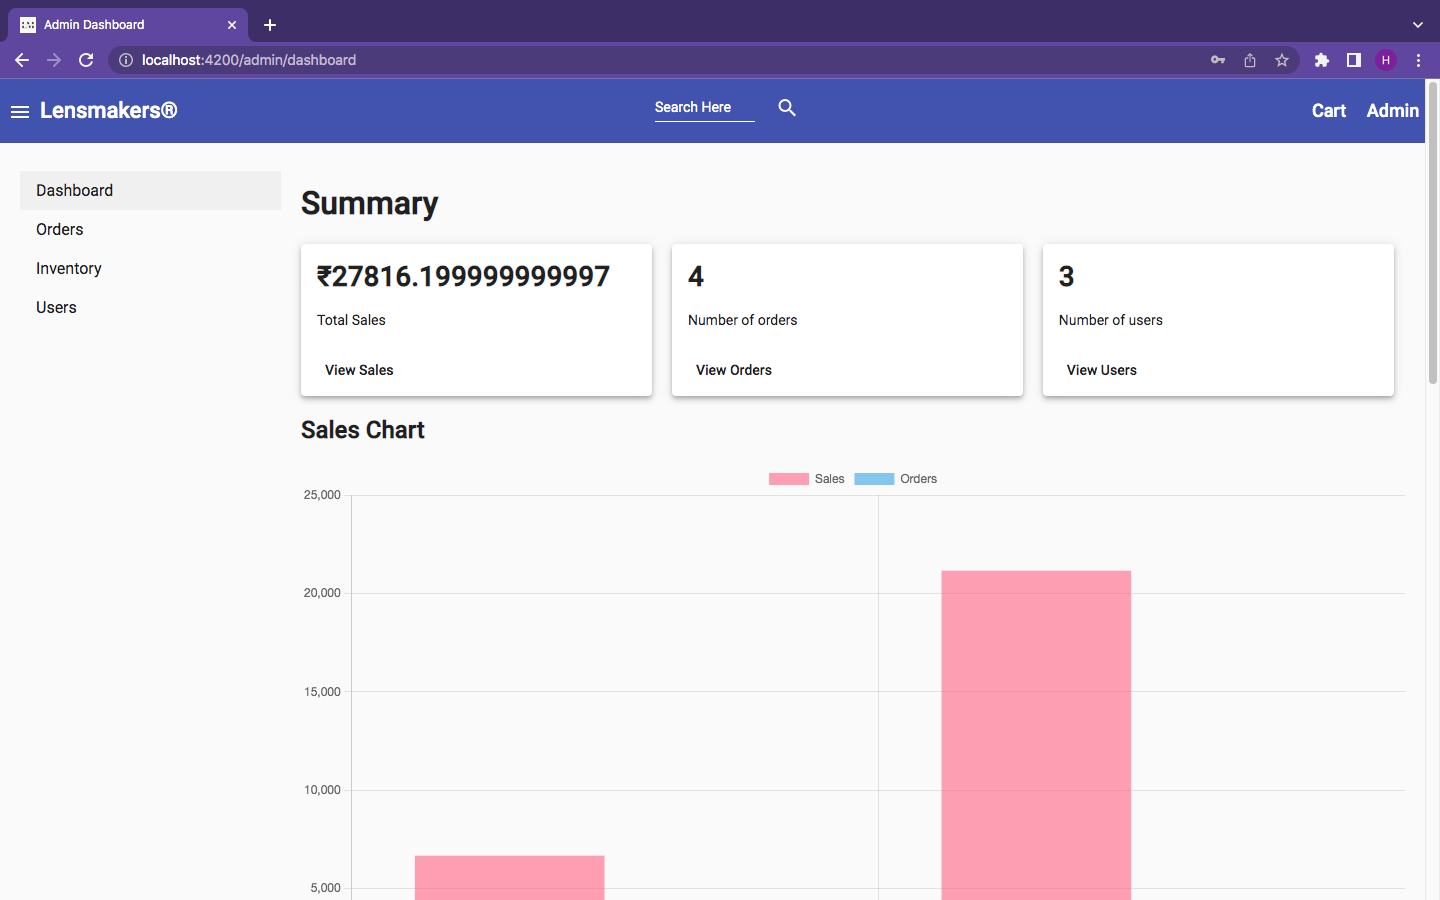 Admin Dashboard
localhost:4200/admin/dashboard
H
Lensmakers®
Search Here
Cart Admin
Dashboard
Orders
Inventory
Users
Summary
₹27816.199999999997
Total Sales
View Sales
4
Number of orders
View Orders
3
Number of users
View Users
Sales Chart
Sales Orders
25,000
20,000
15,000
10,000
5,000